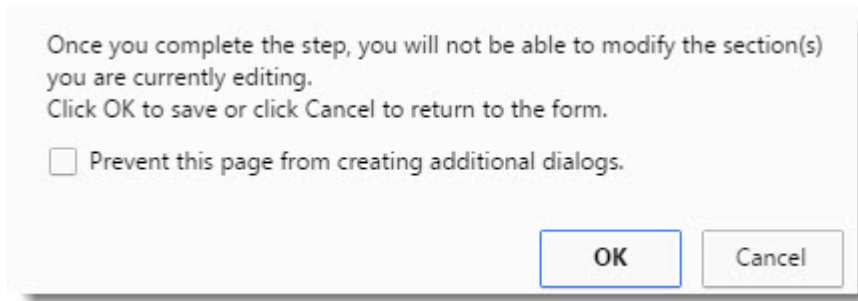 Once you complete the step, you will not be able to modify the section(s)
you are currently editing.
Click OK to save or click Cancel to return to the form.
Prevent this page from creating additional dialogs.
OK
Cancel